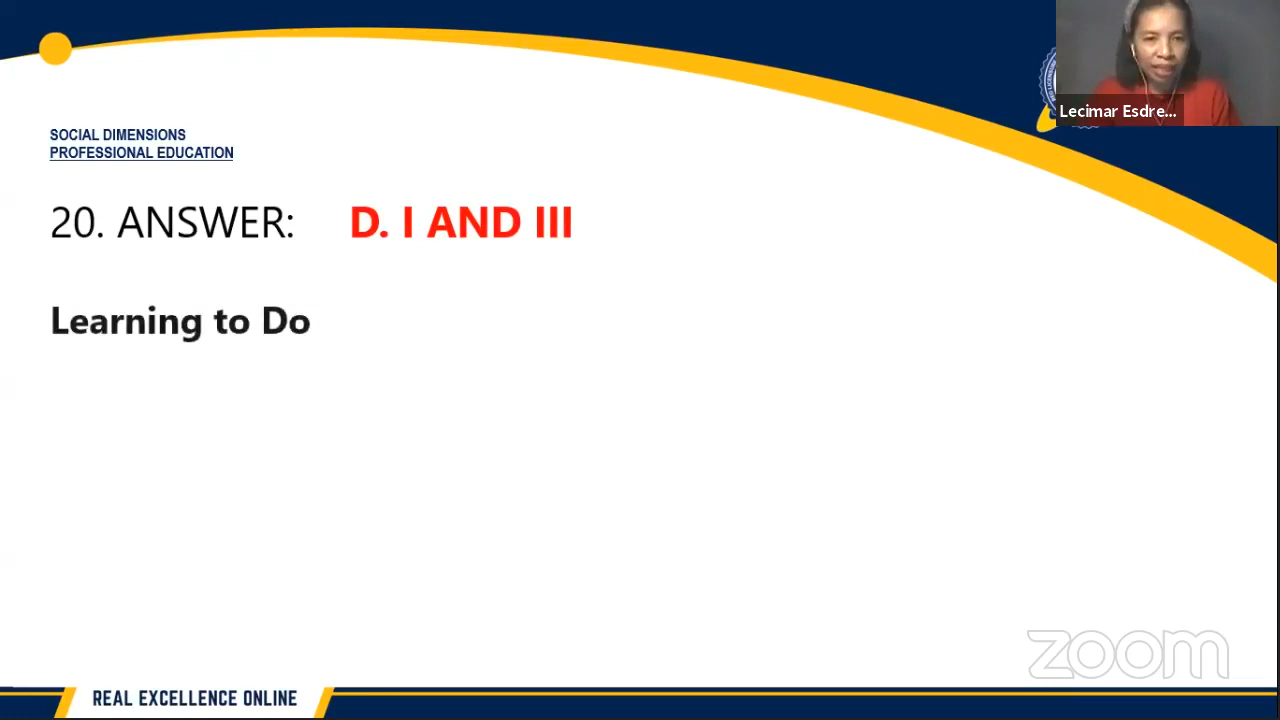 Lecimar Esdre...
SOCIAL DIMENSIONS
PROFESSIONAL EDUCATION
20. ANSWER: D. I AND III
Learning to Do
zoom
REAL EXCELLENCE ONLINE